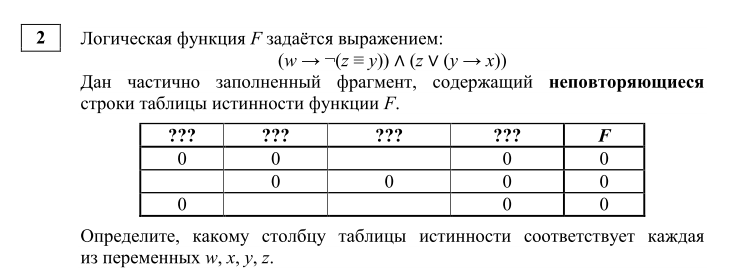 2 Логическая функция F задаётся выражением:
(w → ¬(z ≡ y)) ∧ (z ∨ (y → x))
Дан частично заполненный фрагмент, содержащий неповторяющиеся
строки таблицы истинности функции F.
??? ??? ??? ??? F
0 0 0 0
0 0 0 0
0 0 0
Определите, какому столбцу таблицы истинности соответствует каждая
из переменных w, x, y, z.